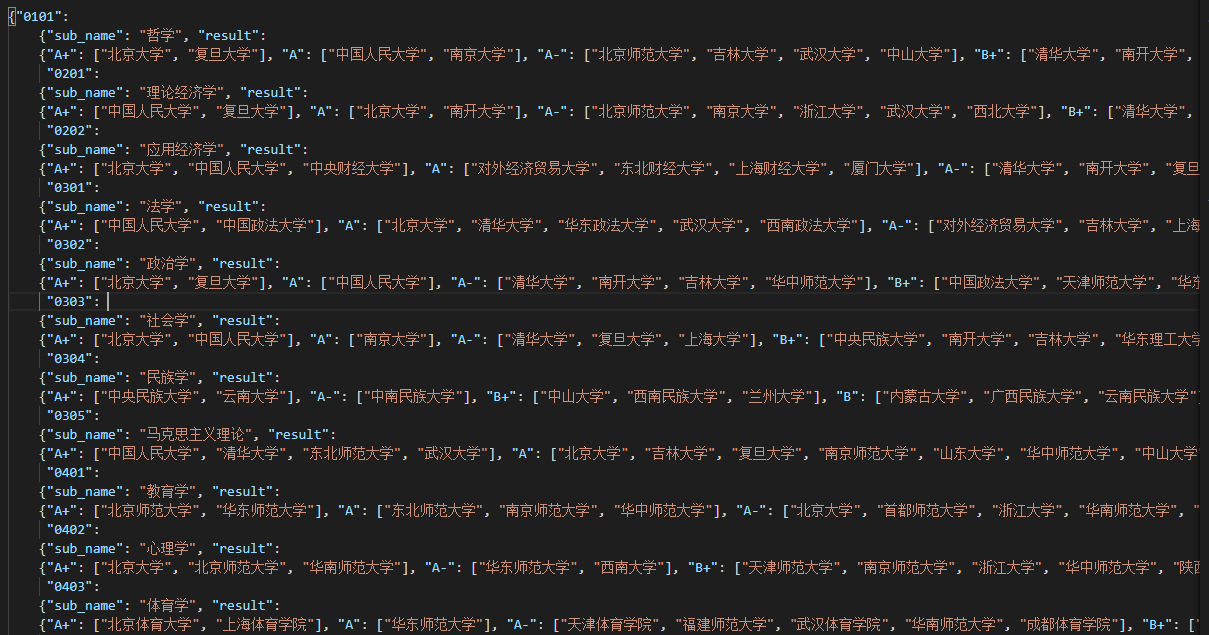 {"0101":
{"sub_name": "哲学", "result":
{"A+": ["北京大学", "复旦大学"], "A": ["中国人民大学", "南京大学"], "A-": ["北京师范大学", "吉林大学", "武汉大学", "中山大学"], "B+": ["清华大学", "南开大学",
"0201":
{"sub_name": "理论经济学", "result":
{"A+": ["中国人民大学", "复旦大学"], "A": ["北京大学", "南开大学"], "A-": ["北京师范大学", "南京大学", "浙江大学", "武汉大学", "西北大学"], "B+": ["清华大学",
"0202":
{"sub_name": "应用经济学", "result":
{"A+": ["北京大学", "中国人民大学", "中央财经大学"], "A": ["对外经济贸易大学", "东北财经大学", "上海财经大学", "厦门大学"], "A-": ["清华大学", "南开大学", "复旦
"0301":
{"sub_name": "法学", "result":
{"A+": ["中国人民大学", "中国政法大学"], "A": ["北京大学", "清华大学", "华东政法大学", "武汉大学", "西南政法大学"], "A-": ["对外经济贸易大学", "吉林大学", "上海
"0302":
{"sub_name": "政治学", "result":
{"A+": ["北京大学", "复旦大学"], "A": ["中国人民大学"], "A-": ["清华大学", "南开大学", "吉林大学", "华中师范大学"], "B+": ["中国政法大学", "天津师范大学", "华东
"0303":
{"sub_name": "社会学", "result":
{"A+": ["北京大学", "中国人民大学"], "A": ["南京大学"], "A-": ["清华大学", "复旦大学", "上海大学"], "B+": ["中央民族大学", "南开大学", "吉林大学", "华东理工大学
"0304":
{"sub_name": "民族学", "result":
{"A+": ["中央民族大学", "云南大学"], "A-": ["中南民族大学"], "B+": ["中山大学", "西南民族大学", "兰州大学"], "B": ["内蒙古大学", "广西民族大学", "云南民族大学"
"0305":
{"sub_name": "马克思主义理论", "result":
{"A+": ["中国人民大学", "清华大学", "东北师范大学", "武汉大学"], "A": ["北京大学", "吉林大学", "复旦大学", "南京师范大学", "山东大学", "华中师范大学", "中山大学
"0401":
{"sub_name": "教育学", "result":
{"A+": ["北京师范大学", "华东师范大学"], "A": ["东北师范大学", "南京师范大学", "华中师范大学"], "A-": ["北京大学", "首都师范大学", "浙江大学", "华南师范大学", "
"0402":
{"sub_name": "心理学", "result":
{"A+": ["北京大学", "北京师范大学", "华南师范大学"], "A-": ["华东师范大学", "西南大学"], "B+": ["天津师范大学", "南京师范大学", "浙江大学", "华中师范大学", "陕西
"0403":
{"sub_name": "体育学", "result":
{"A+": ["北京体育大学", "上海体育学院"], "A": ["华东师范大学"], "A-": ["天津体育学院", "福建师范大学", "武汉体育学院", "华南师范大学", "成都体育学院"], "B+": ["